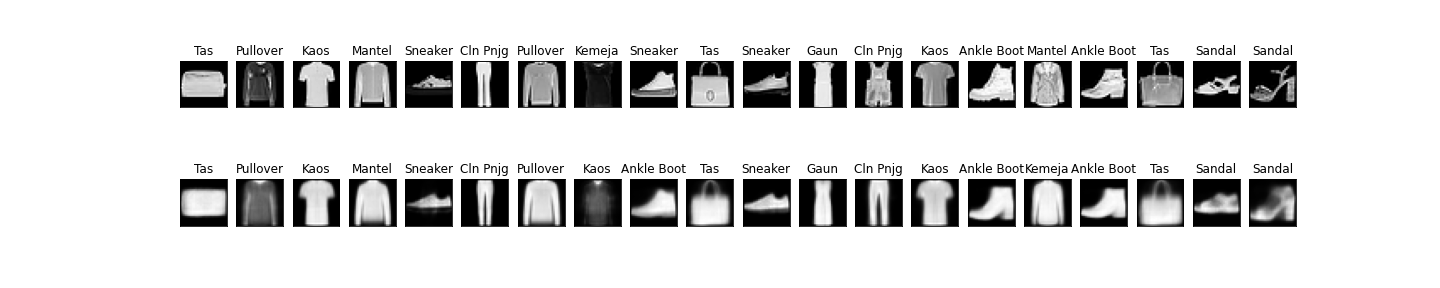 Tas Pullover Kaos Mantel Sneaker Cln Pnjg Pullover Kemeja Sneaker Tas Sneaker Gaun Cln Pnjg Kaos Ankle Boot Mantel Ankle Boot Tas Sandal Sandal
Tas Pullover Kaos Mantel Sneaker Cln Pnjg Pullover Kaos Ankle Boot Tas Sneaker Gaun Cln Pnjg Kaos Ankle Boot Kemeja Ankle Boot Tas Sandal Sandal